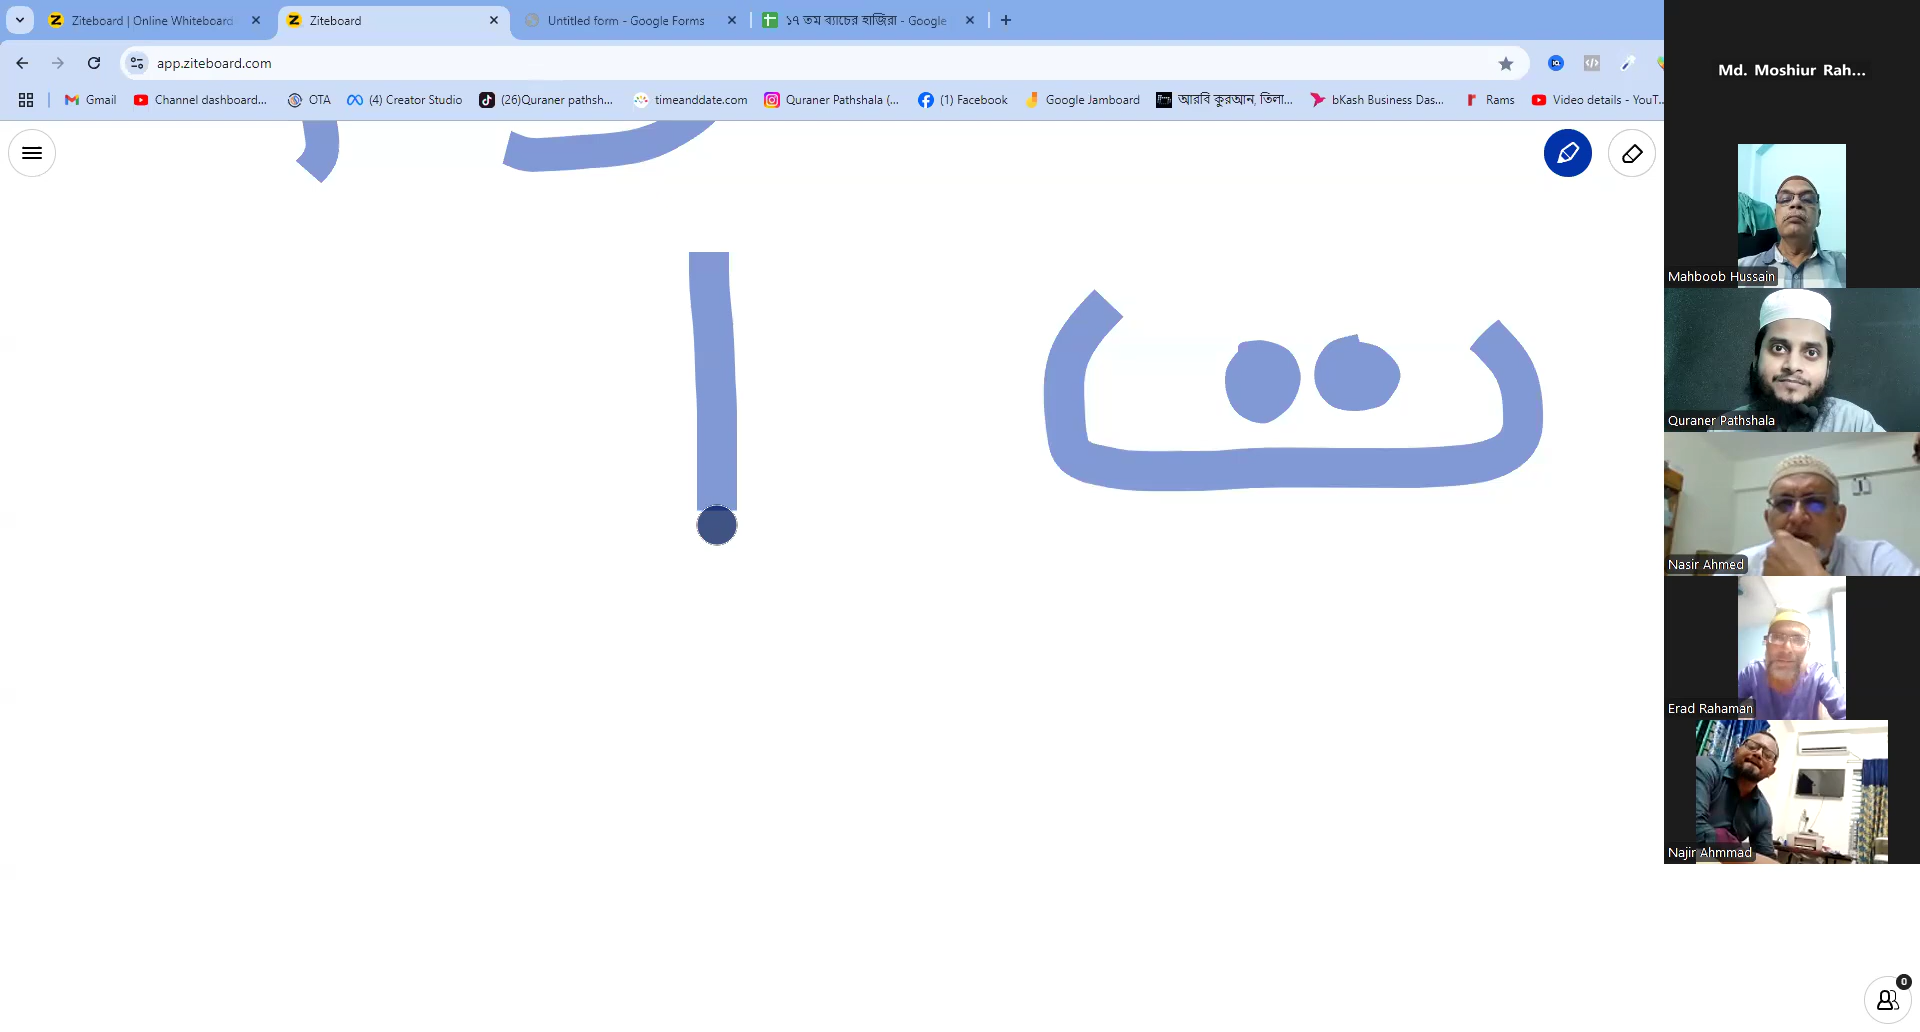 Ziteboard | Online Whiteboard
Ziteboard
Untitled form - Google Forms
১৭ তম ব্যাচের হাজিরা - Google
app.ziteboard.com
Gmail
Channel dashboard...
OTA
(4) Creator Studio
(26)Quraner pathsh...
timeanddate.com
Quraner Pathshala (...
(1) Facebook
Google Jamboard
আরবি কুরআন, তিলা...
bKash Business Das...
Rams
Video details - YouT...
Md. Moshiur Rah...
ت ا
Mahboob Hussain
Quraner Pathshala
Nasir Ahmed
Erad Rahaman
Najir Ahmmad
0